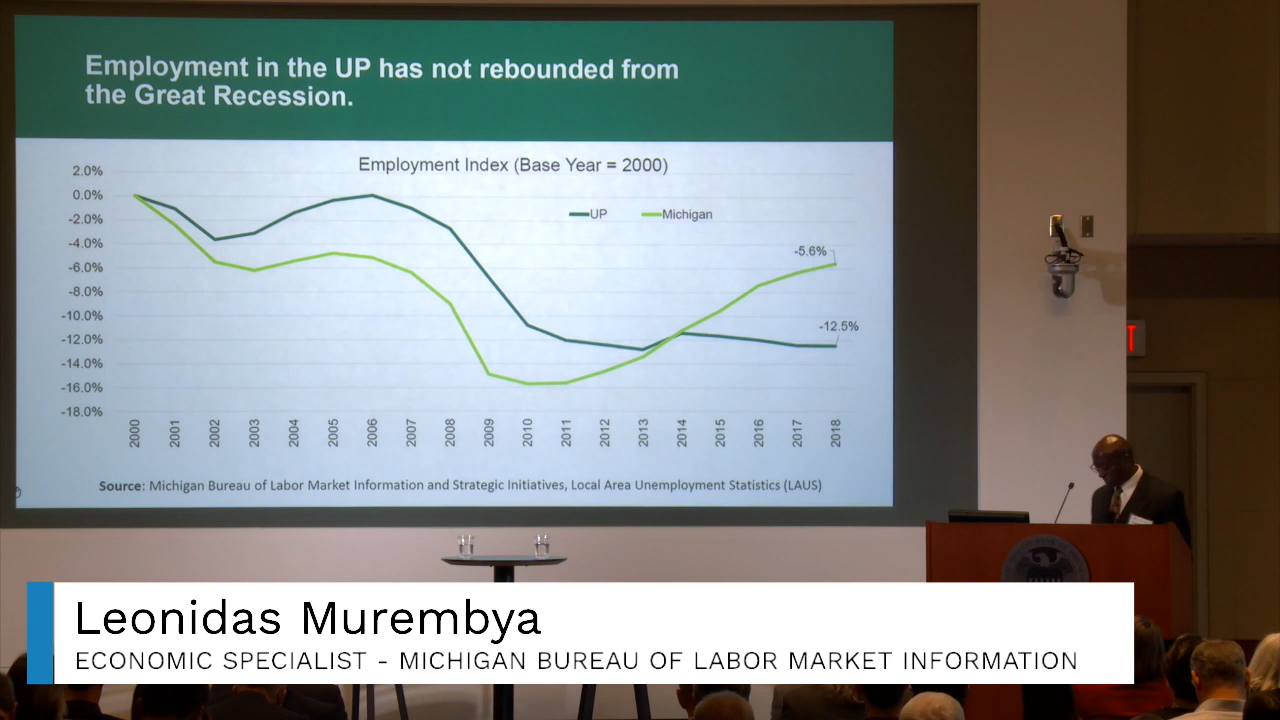 Employment in the UP has not rebounded from
the Great Recession.
Employment Index (Base Year = 2000)
2.0%
0.0%
-2.0%
-4.0%
-6.0%
-8.0%
-10.0%
-12.0%
-14.0%
-16.0%
-18.0%
UP Michigan
-5.6%
-12.5%
2000 2001 2002 2003 2004 2005 2006 2007 2008 2009 2010 2011 2012 2013 2014 2015 2016 2017 2018
Source: Michigan Bureau of Labor Market Information and Strategic Initiatives, Local Area Unemployment Statistics (LAUS)
Leonidas Murembya
ECONOMIC SPECIALIST - MICHIGAN BUREAU OF LABOR MARKET INFORMATION